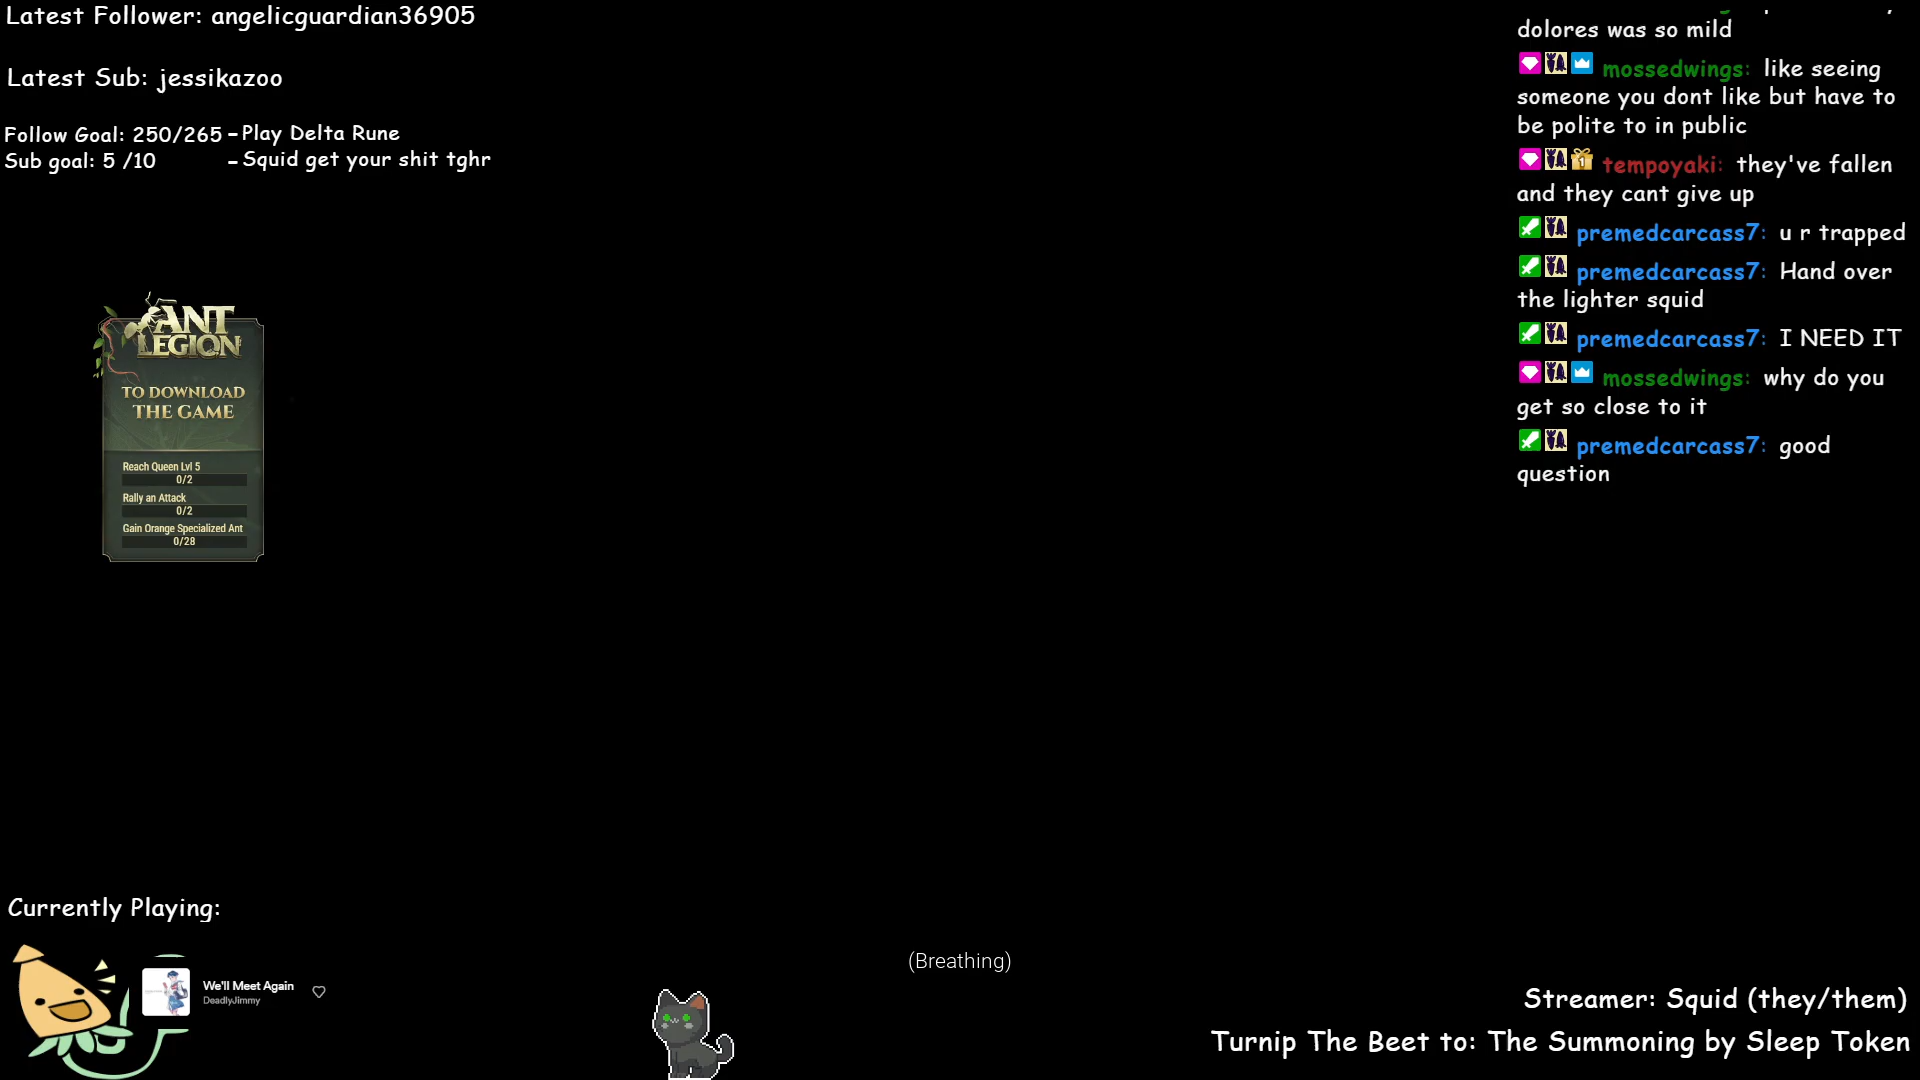 Latest Follower: angelicguardian36905
Latest Sub: jessikazoo
Follow Goal: 250/265 -Play Delta Rune
Sub goal: 5 /10 -Squid get your shit tghr
ANT
LEGION
TO DOWNLOAD
THE GAME
Reach Queen Lvl 5
0/2
Rally an Attack
0/2
Gain Orange Specialized Ant
0/28
dolores was so mild
mossedwings: like seeing
someone you dont like but have to
be polite to in public
1 tempoyaki: they've fallen
and they cant give up
premedcarcass7: u r trapped
premedcarcass7: Hand over
the lighter squid
premedcarcass7: I NEED IT
mossedwings: why do you
get so close to it
premedcarcass7: good
question
Currently Playing:
We'll Meet Again
DeadlyJimmy
(Breathing)
Streamer: Squid (they/them)
Turnip The Beet to: The Summoning by Sleep Token